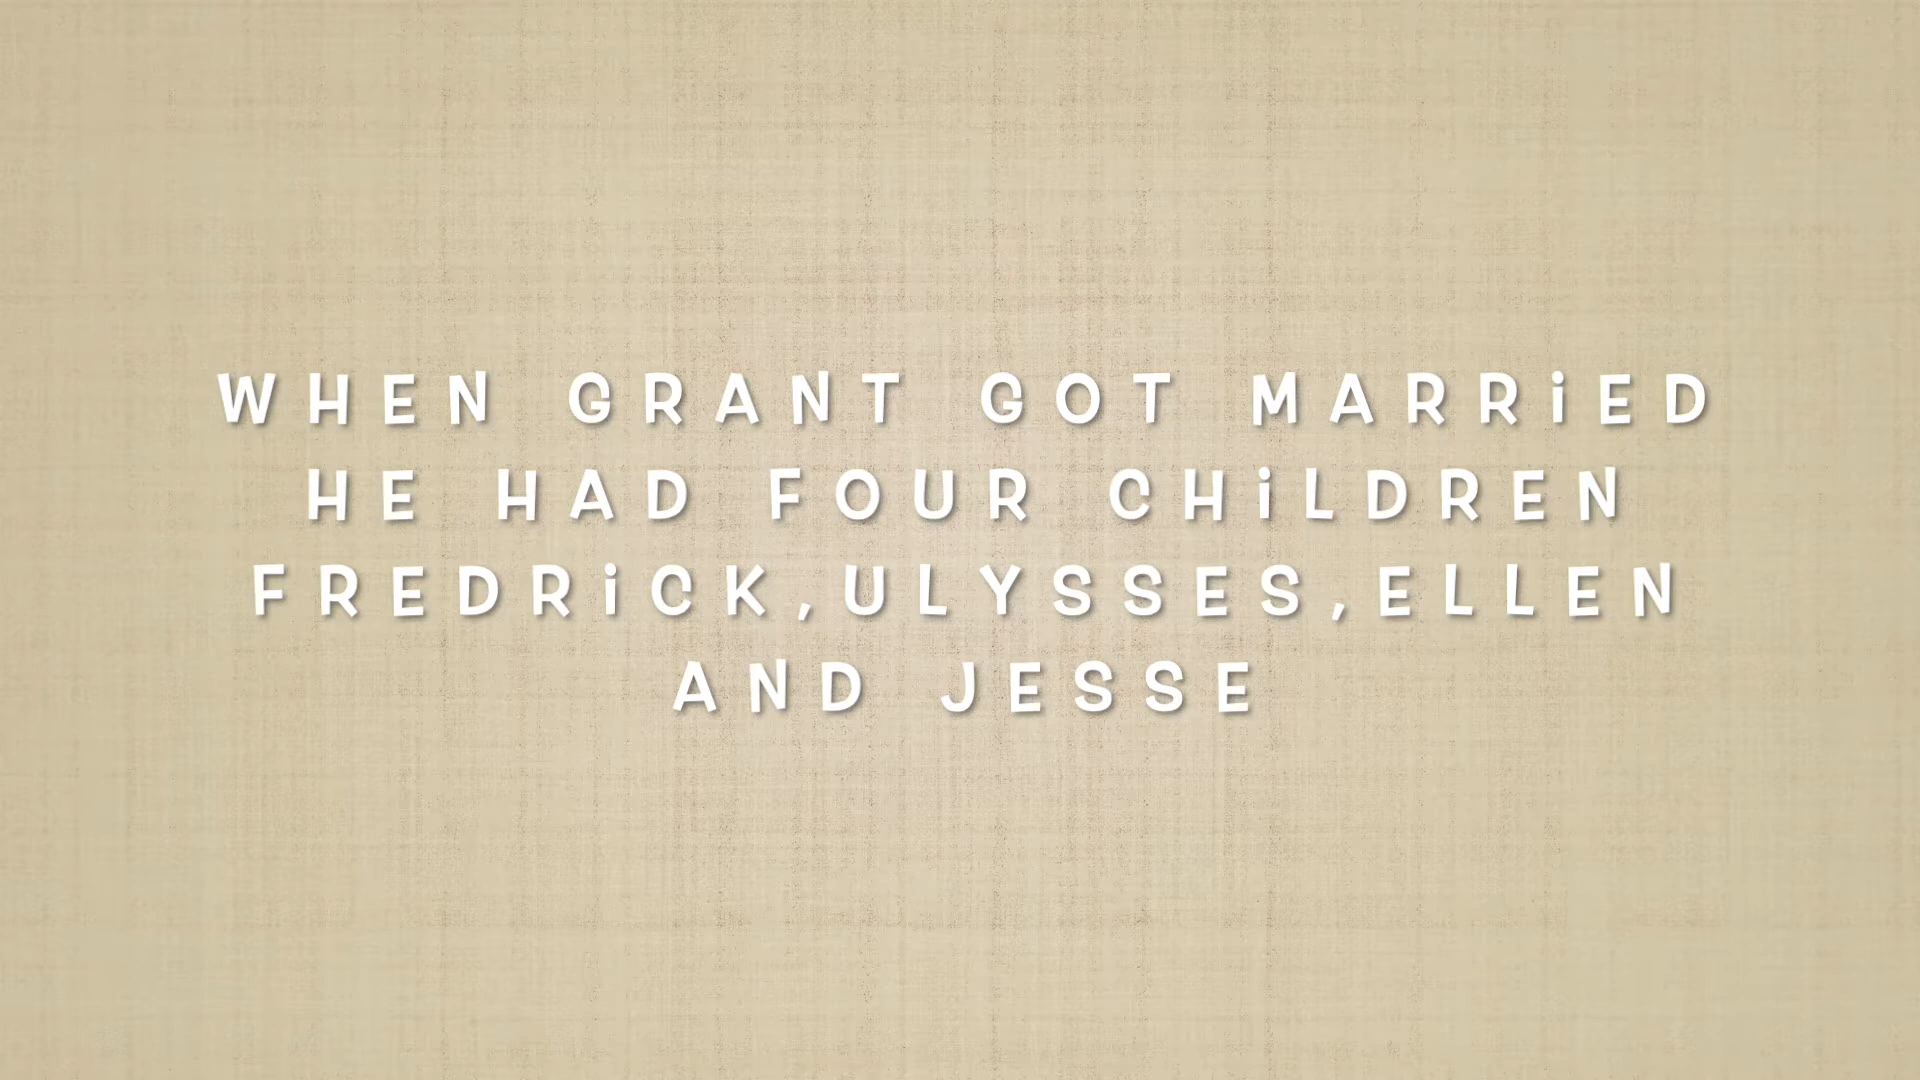 WHEN GRANT GOT MARRiED
HE HAD FOUR CHiLDREN
FREDRiCK,ULYSSES,ELLEN
AND JESSE